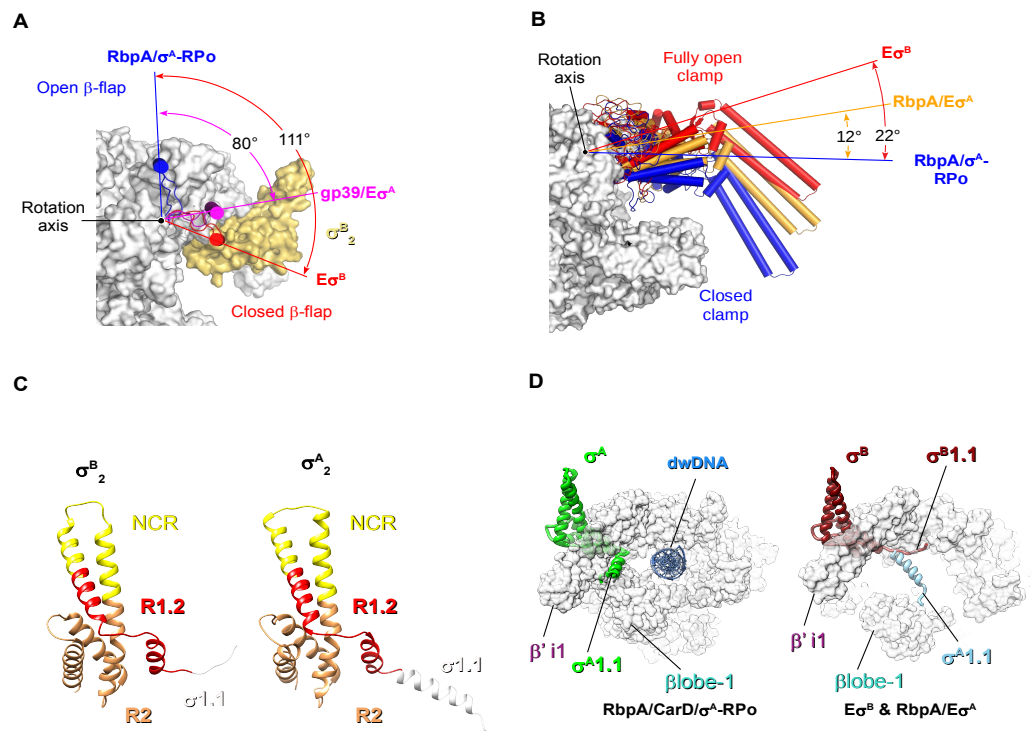 A
RbpA/σᴬ-RPo
Open β-flap
80°
111°
gp39/Eσᴬ
Rotation
axis
σᴮ₂
Eσᴮ
Closed β-flap
B
Rotation
axis
Fully open
clamp
Eσᴮ
RbpA/Eσᴬ
12°
22°
RbpA/σᴬ-
RPo
Closed
clamp
C
σᴮ₂
NCR
R1.2
σ1.1
R2
σᴬ₂
NCR
R1.2
σ1.1
R2
D
σᴬ
dwDNA
β' i1
σᴬ1.1
βlobe-1
RbpA/CarD/σᴬ-RPo
σᴮ
σᴮ1.1
β' i1
σᴬ1.1
βlobe-1
Eσᴮ & RbpA/Eσᴬ